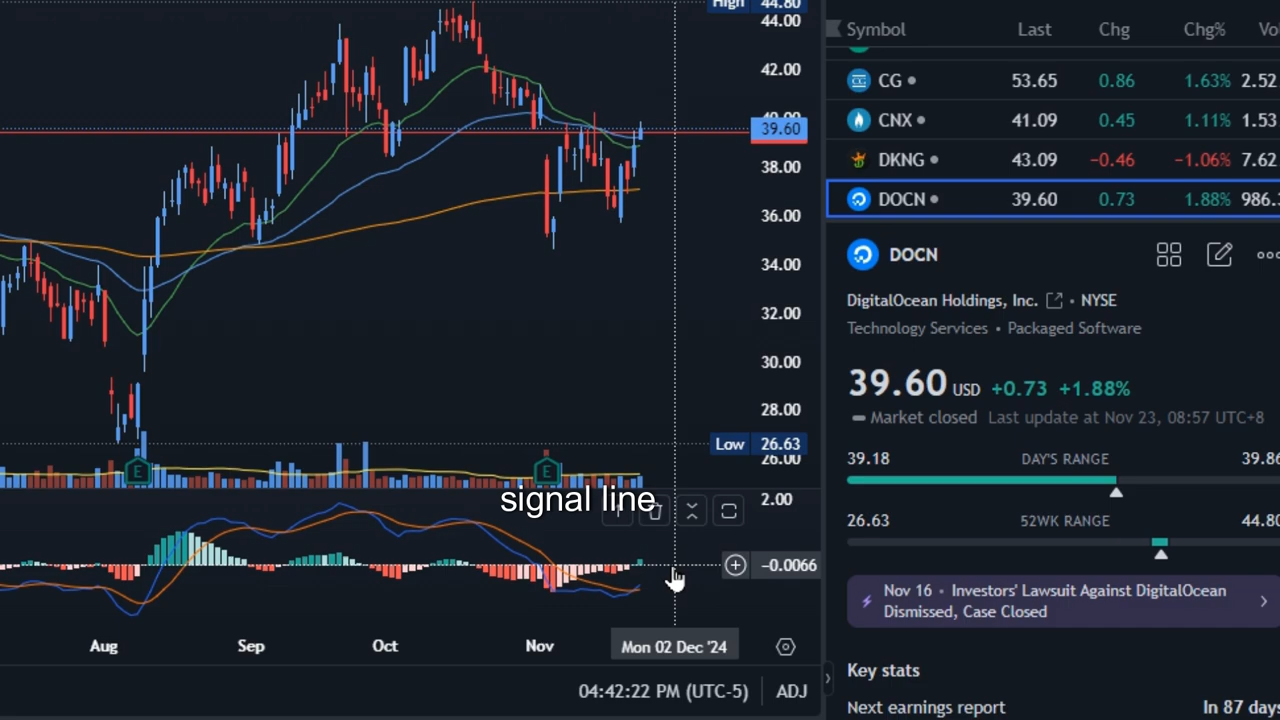 High 44.80
44.00
42.00
40.00
39.60
38.00
36.00
34.00
32.00
30.00
28.00
Low 26.63
26.00
E
E
signal line
2.00
−0.0066
Aug Sep Oct Nov Mon 02 Dec '24
04:42:22 PM (UTC-5) ADJ
Symbol Last Chg Chg%
CG 53.65 0.86 1.63% 2.52
CNX 41.09 0.45 1.11% 1.53
DKNG 43.09 −0.46 −1.06% 7.62
DOCN 39.60 0.73 1.88% 986.
DOCN
DigitalOcean Holdings, Inc. • NYSE
Technology Services • Packaged Software
39.60 USD +0.73 +1.88%
Market closed Last update at Nov 23, 08:57 UTC+8
39.18 DAY'S RANGE 39.86
26.63 52WK RANGE 44.80
Nov 16 • Investors' Lawsuit Against DigitalOcean
Dismissed, Case Closed
Key stats
Next earnings report In 87 days